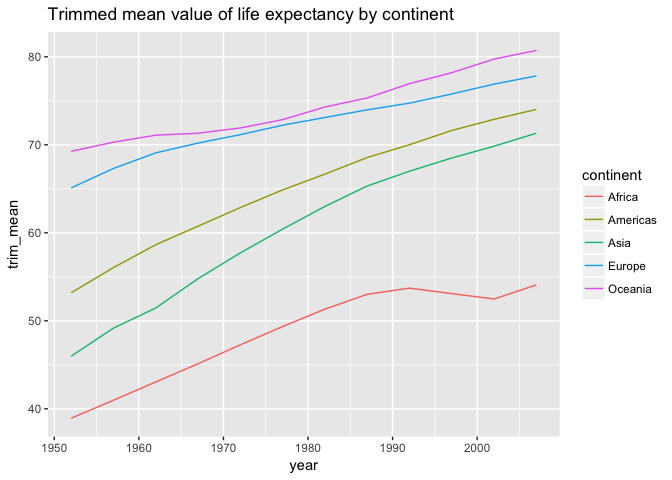 Trimmed mean value of life expectancy by continent
80
70
60
50
40
trim_mean
1950 1960 1970 1980 1990 2000
year
continent
Africa
Americas
Asia
Europe
Oceania